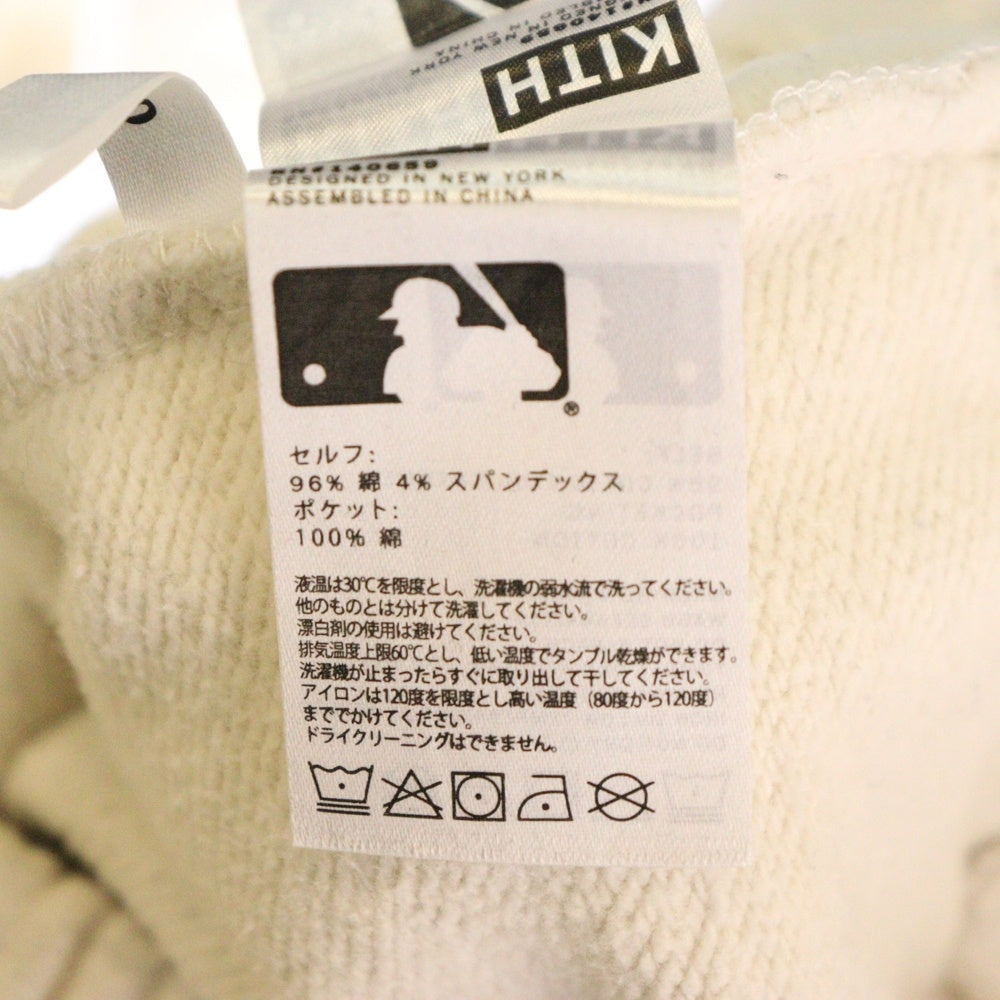 KITH
RN#140659
DESIGNED IN NEW YORK
ASSEMBLED IN CHINA
®
セルフ:
96% 綿 4% スパンデックス
ポケット:
100% 綿
液温は30℃を限度とし、洗濯機の弱水流で洗ってください。
他のものとは分けて洗濯してください。
漂白剤の使用は避けてください。
排気温度上限60℃とし、低い温度でタンブル乾燥ができます。
洗濯機が止まったらすぐに取り出して干してください。
アイロンは120度を限度とし高い温度（80度から120度）
まででかけてください。
ドライクリーニングはできません。